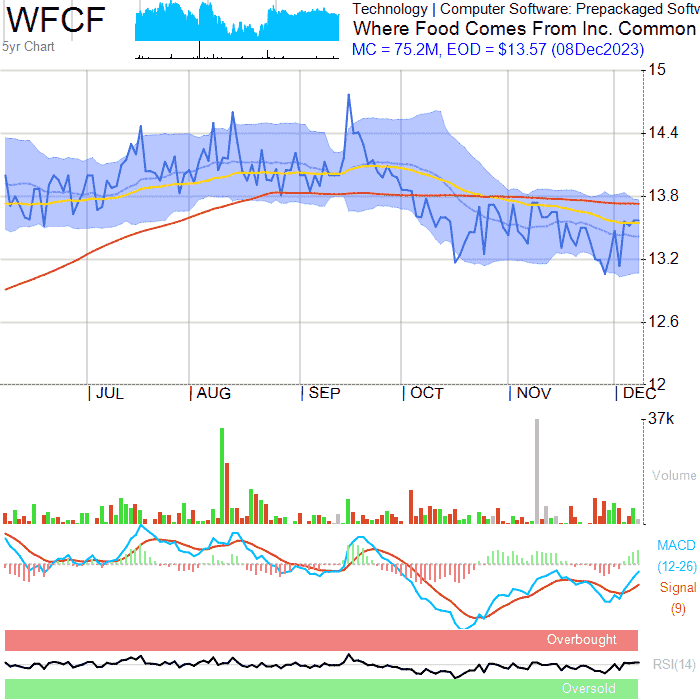 WFCF
5yr Chart
Technology | Computer Software: Prepackaged Softw
Where Food Comes From Inc. Common
MC = 75.2M, EOD = $13.57 (08Dec2023)
15
14.4
13.8
13.2
12.6
12
| JUL | AUG | SEP | OCT | NOV | DEC
37k
Volume
MACD
(12-26)
Signal
(9)
Overbought
RSI(14)
Oversold